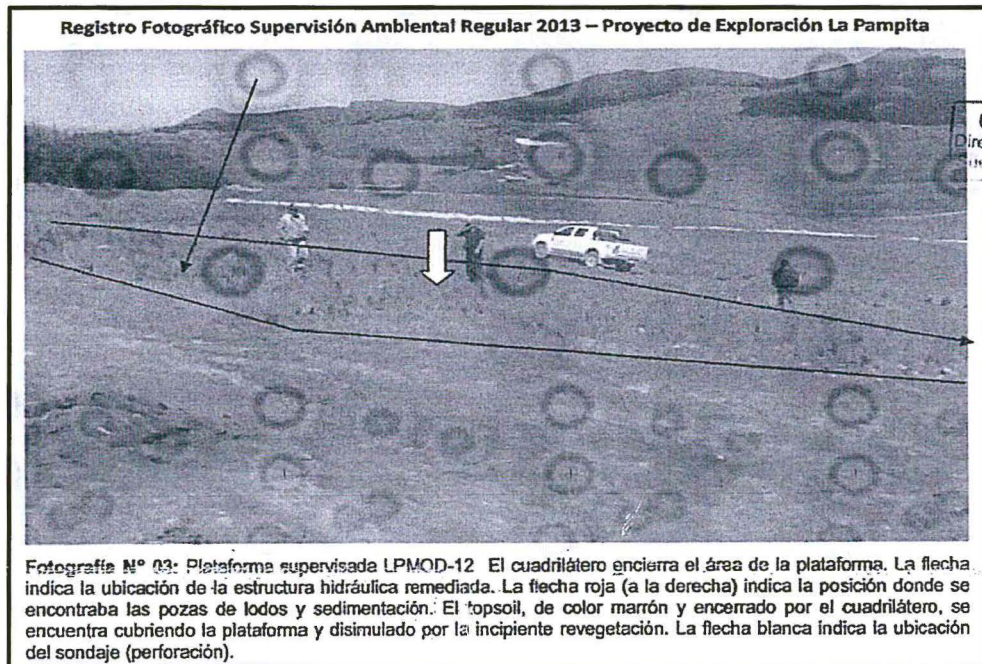 Registro Fotográfico Supervisión Ambiental Regular 2013 – Proyecto de Exploración La Pampita
Fotografía N° 03: Plataforma supervisada LPMOD-12 El cuadrilátero encierra el área de la plataforma. La flecha
indica la ubicación de la estructura hidráulica remediada. La flecha roja (a la derecha) indica la posición donde se
encontraba las pozas de lodos y sedimentación. El topsoil, de color marrón y encerrado por el cuadrilátero, se
encuentra cubriendo la plataforma y disimulado por la incipiente revegetación. La flecha blanca indica la ubicación
del sondaje (perforación).